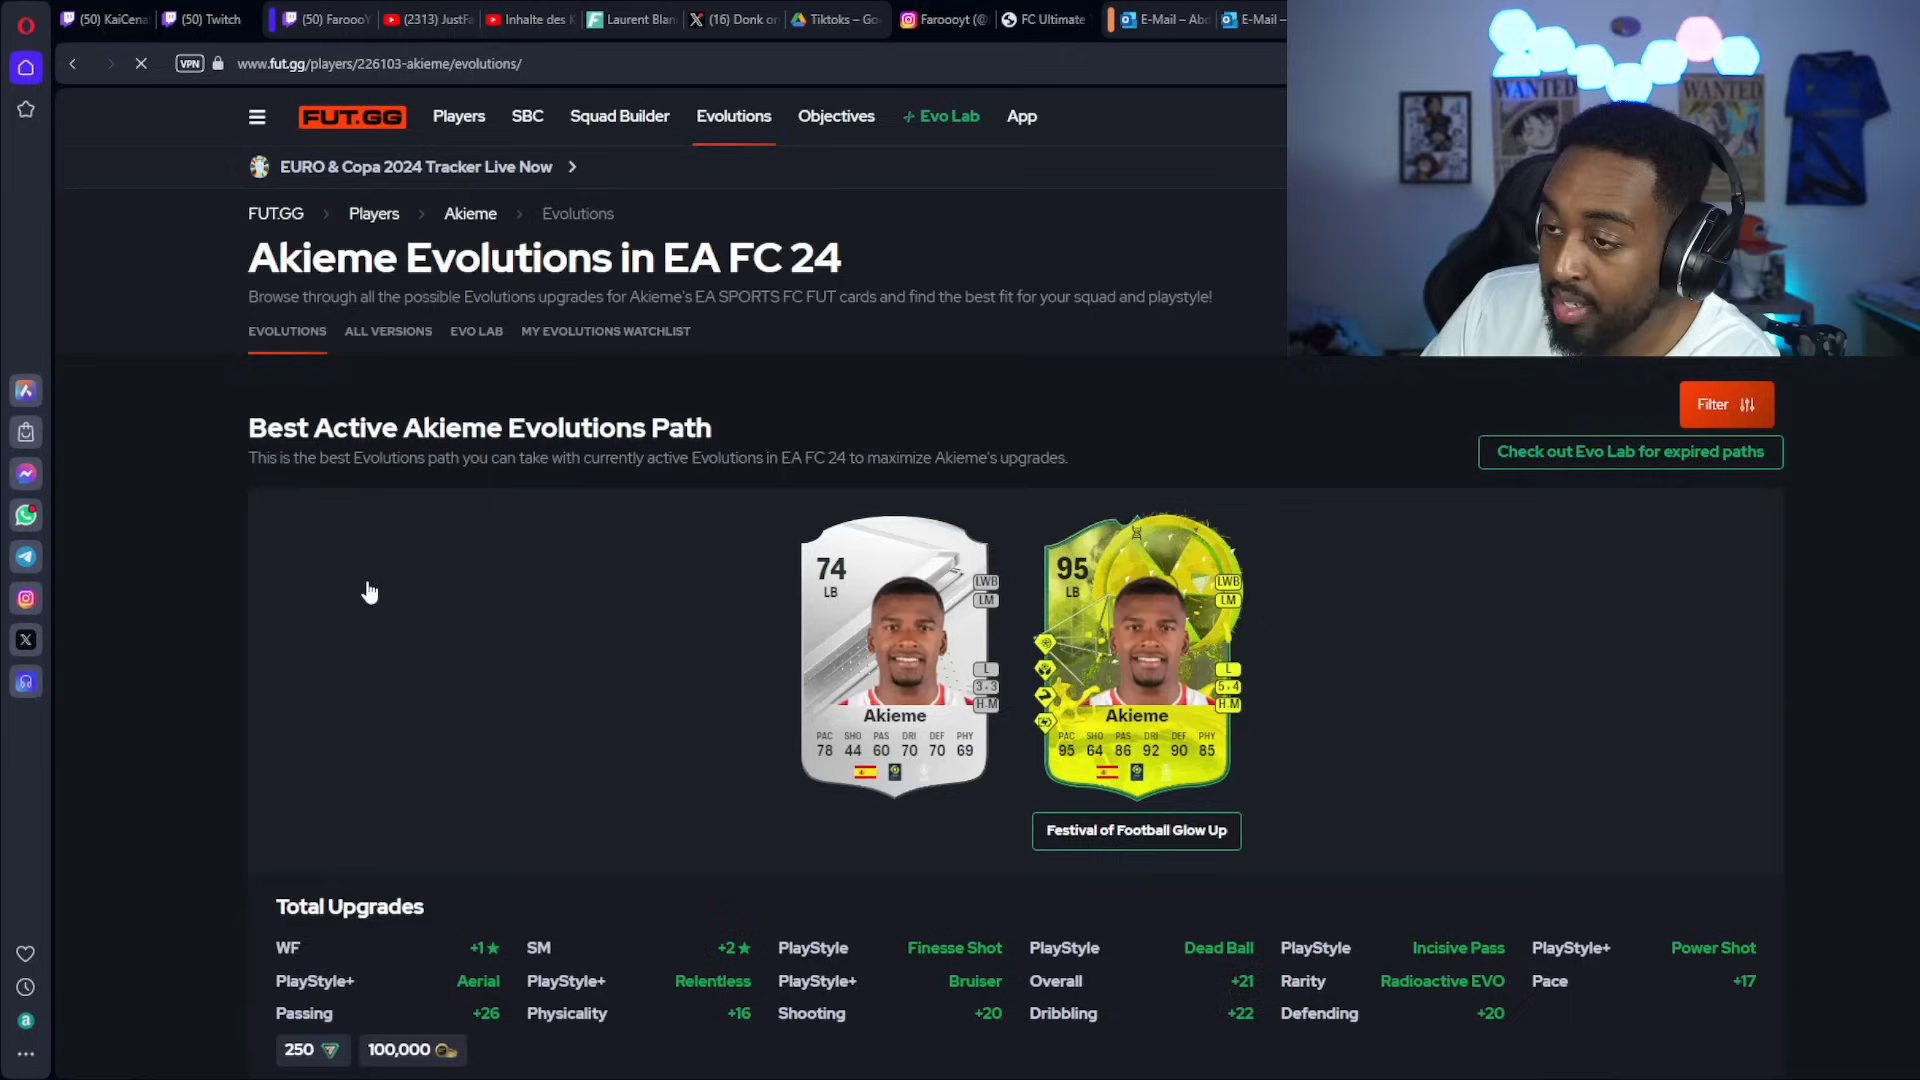 (50) KaiCena
(50) Twitch
(50) FaroooY
(2313) JustFa
Inhalte des K
Laurent Blan
(16) Donk on
Tiktoks – Go
Faroooyt (@
FC Ultimate
E-Mail – Abd
E-Mail –
VPN
www.fut.gg/players/226103-akieme/evolutions/
FUT.GG
Players
SBC
Squad Builder
Evolutions
Objectives
+ Evo Lab
App
EURO & Copa 2024 Tracker Live Now
FUT.GG > Players > Akieme > Evolutions
Akieme Evolutions in EA FC 24
Browse through all the possible Evolutions upgrades for Akieme's EA SPORTS FC FUT cards and find the best fit for your squad and playstyle!
EVOLUTIONS
ALL VERSIONS
EVO LAB
MY EVOLUTIONS WATCHLIST
WANTED
WANTED
Filter
Best Active Akieme Evolutions Path
This is the best Evolutions path you can take with currently active Evolutions in EA FC 24 to maximize Akieme's upgrades.
Check out Evo Lab for expired paths
74
LB
LWB
LM
L
3 3
H M
Akieme
PAC SHO PAS DRI DEF PHY
78 44 60 70 70 69
95
LB
LWB
LM
L
5 4
H M
Akieme
PAC SHO PAS DRI DEF PHY
95 64 86 92 90 85
Festival of Football Glow Up
Total Upgrades
WF +1★ SM +2★ PlayStyle Finesse Shot PlayStyle Dead Ball PlayStyle Incisive Pass PlayStyle+ Power Shot
PlayStyle+ Aerial PlayStyle+ Relentless PlayStyle+ Bruiser Overall +21 Rarity Radioactive EVO Pace +17
Passing +26 Physicality +16 Shooting +20 Dribbling +22 Defending +20
250
100,000